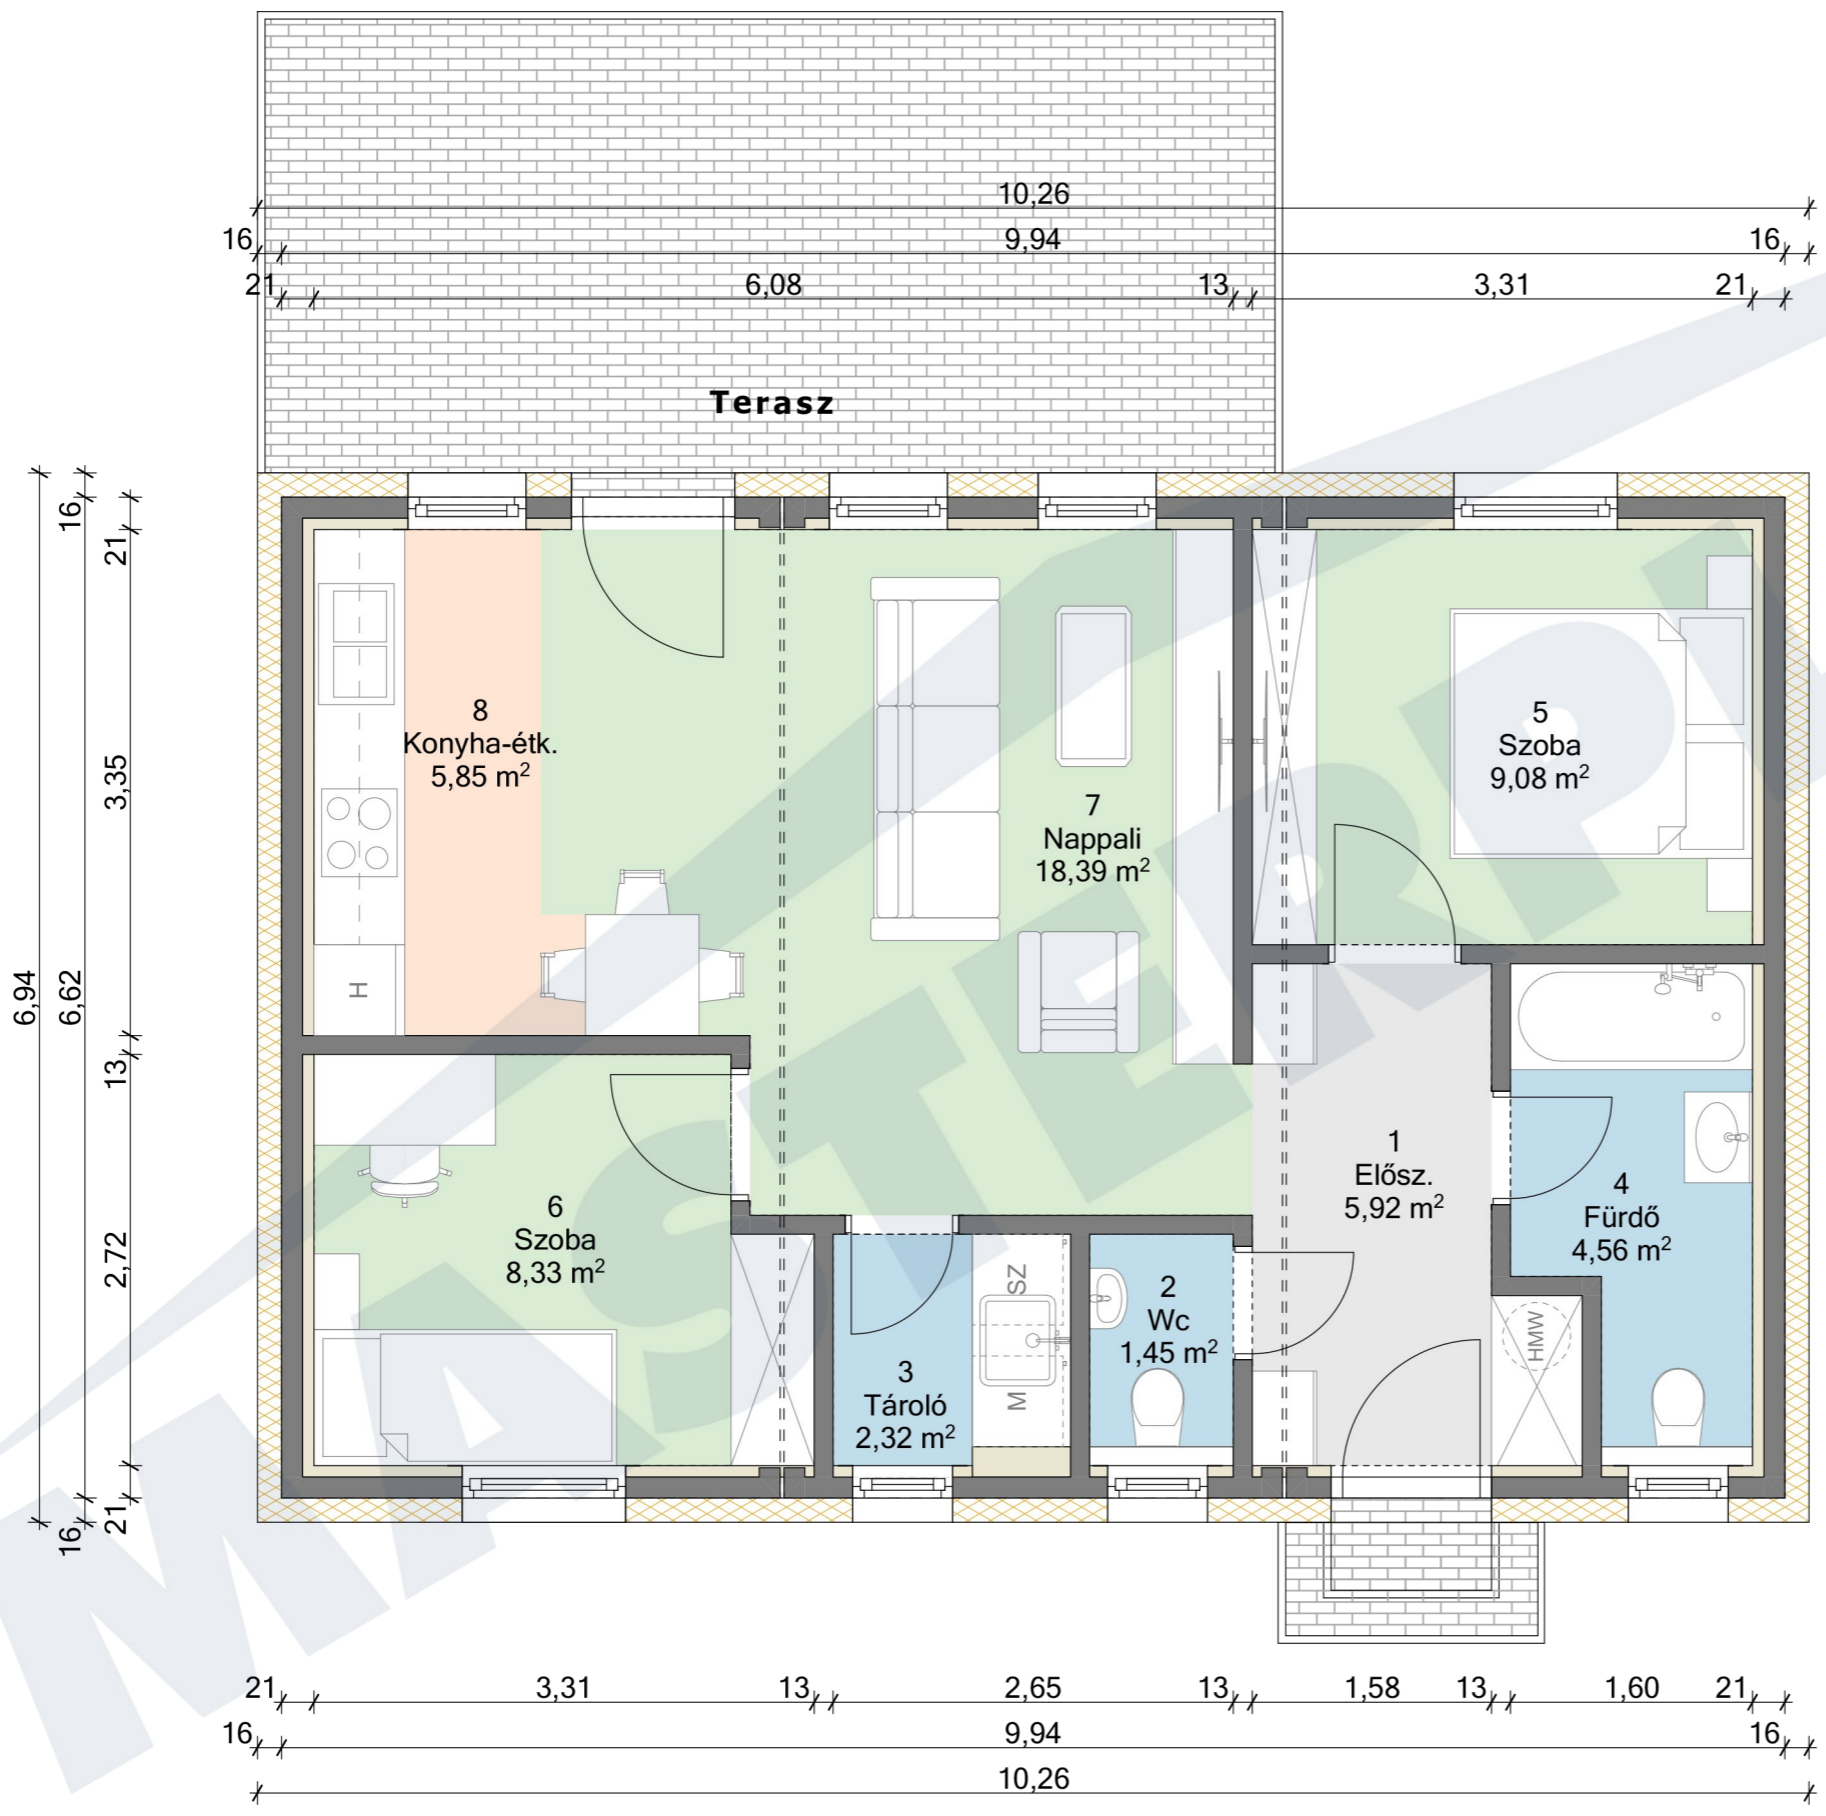 10,26
16 9,94 16
21 6,08 13 3,31 21
Terasz
6,94
6,62
16
21
3,35
13
2,72
21
16
8
Konyha-étk.
5,85 m²
7
Nappali
18,39 m²
5
Szoba
9,08 m²
H
6
Szoba
8,33 m²
3
Tároló
2,32 m²
SZ
M
2
Wc
1,45 m²
1
Elősz.
5,92 m²
4
Fürdő
4,56 m²
HMW
21 3,31 13 2,65 13 1,58 13 1,60 21
16 9,94 16
10,26